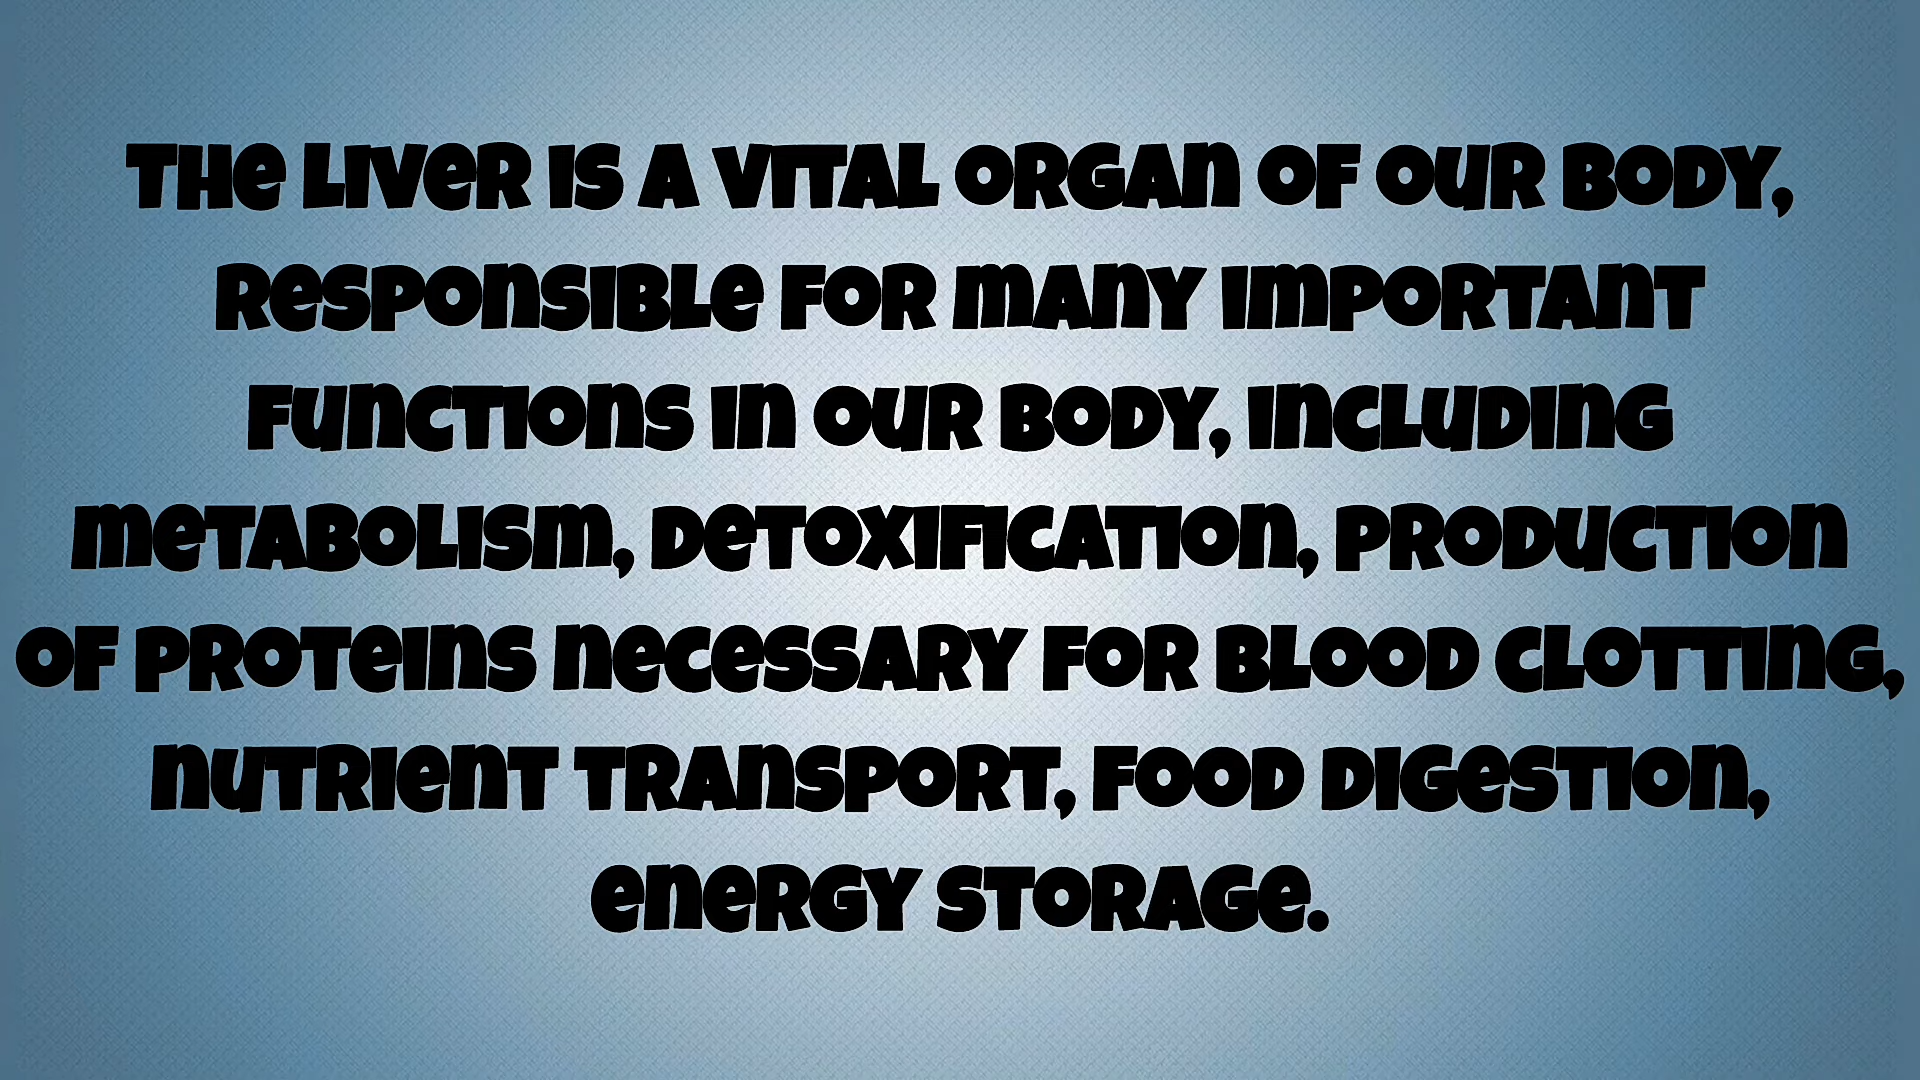 The liver is a vital organ of our body,
responsible for many important
functions in our body, including
metabolism, detoxification, production
of proteins necessary for blood clotting,
nutrient transport, food digestion,
energy storage.